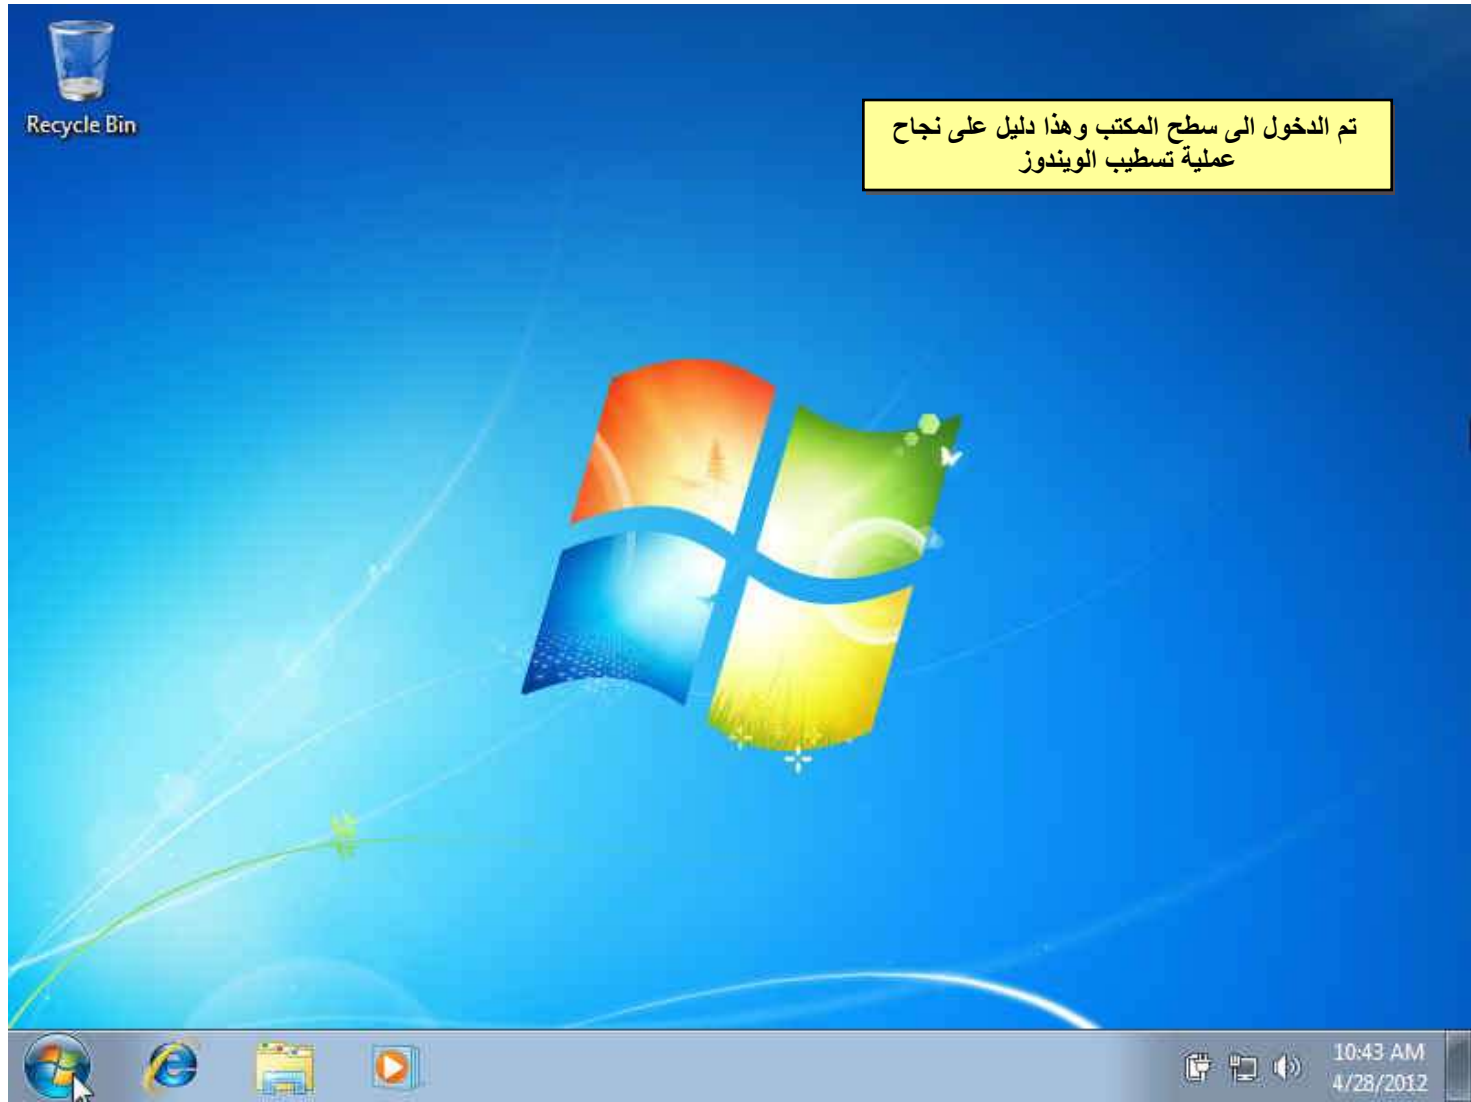 Recycle Bin
تم الدخول الى سطح المكتب وهذا دليل على نجاح
عملية تسطيب الويندوز
10:43 AM
4/28/2012